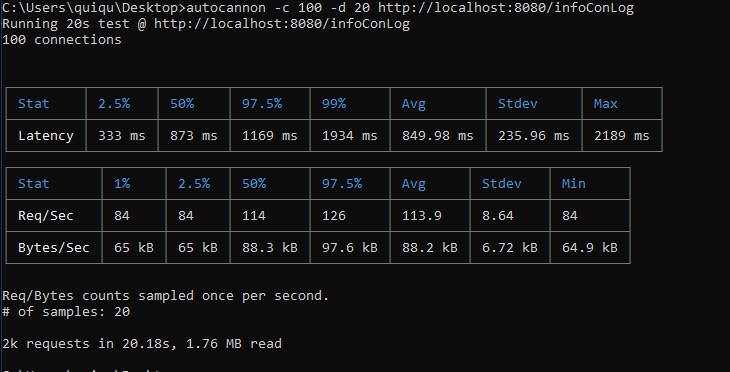 C:\Users\quiqu\Desktop>autocannon -c 100 -d 20 http://localhost:8080/infoConLog
Running 20s test @ http://localhost:8080/infoConLog
100 connections
Stat 2.5% 50% 97.5% 99% Avg Stdev Max
Latency 333 ms 873 ms 1169 ms 1934 ms 849.98 ms 235.96 ms 2189 ms
Stat 1% 2.5% 50% 97.5% Avg Stdev Min
Req/Sec 84 84 114 126 113.9 8.64 84
Bytes/Sec 65 kB 65 kB 88.3 kB 97.6 kB 88.2 kB 6.72 kB 64.9 kB
Req/Bytes counts sampled once per second.
# of samples: 20
2k requests in 20.18s, 1.76 MB read